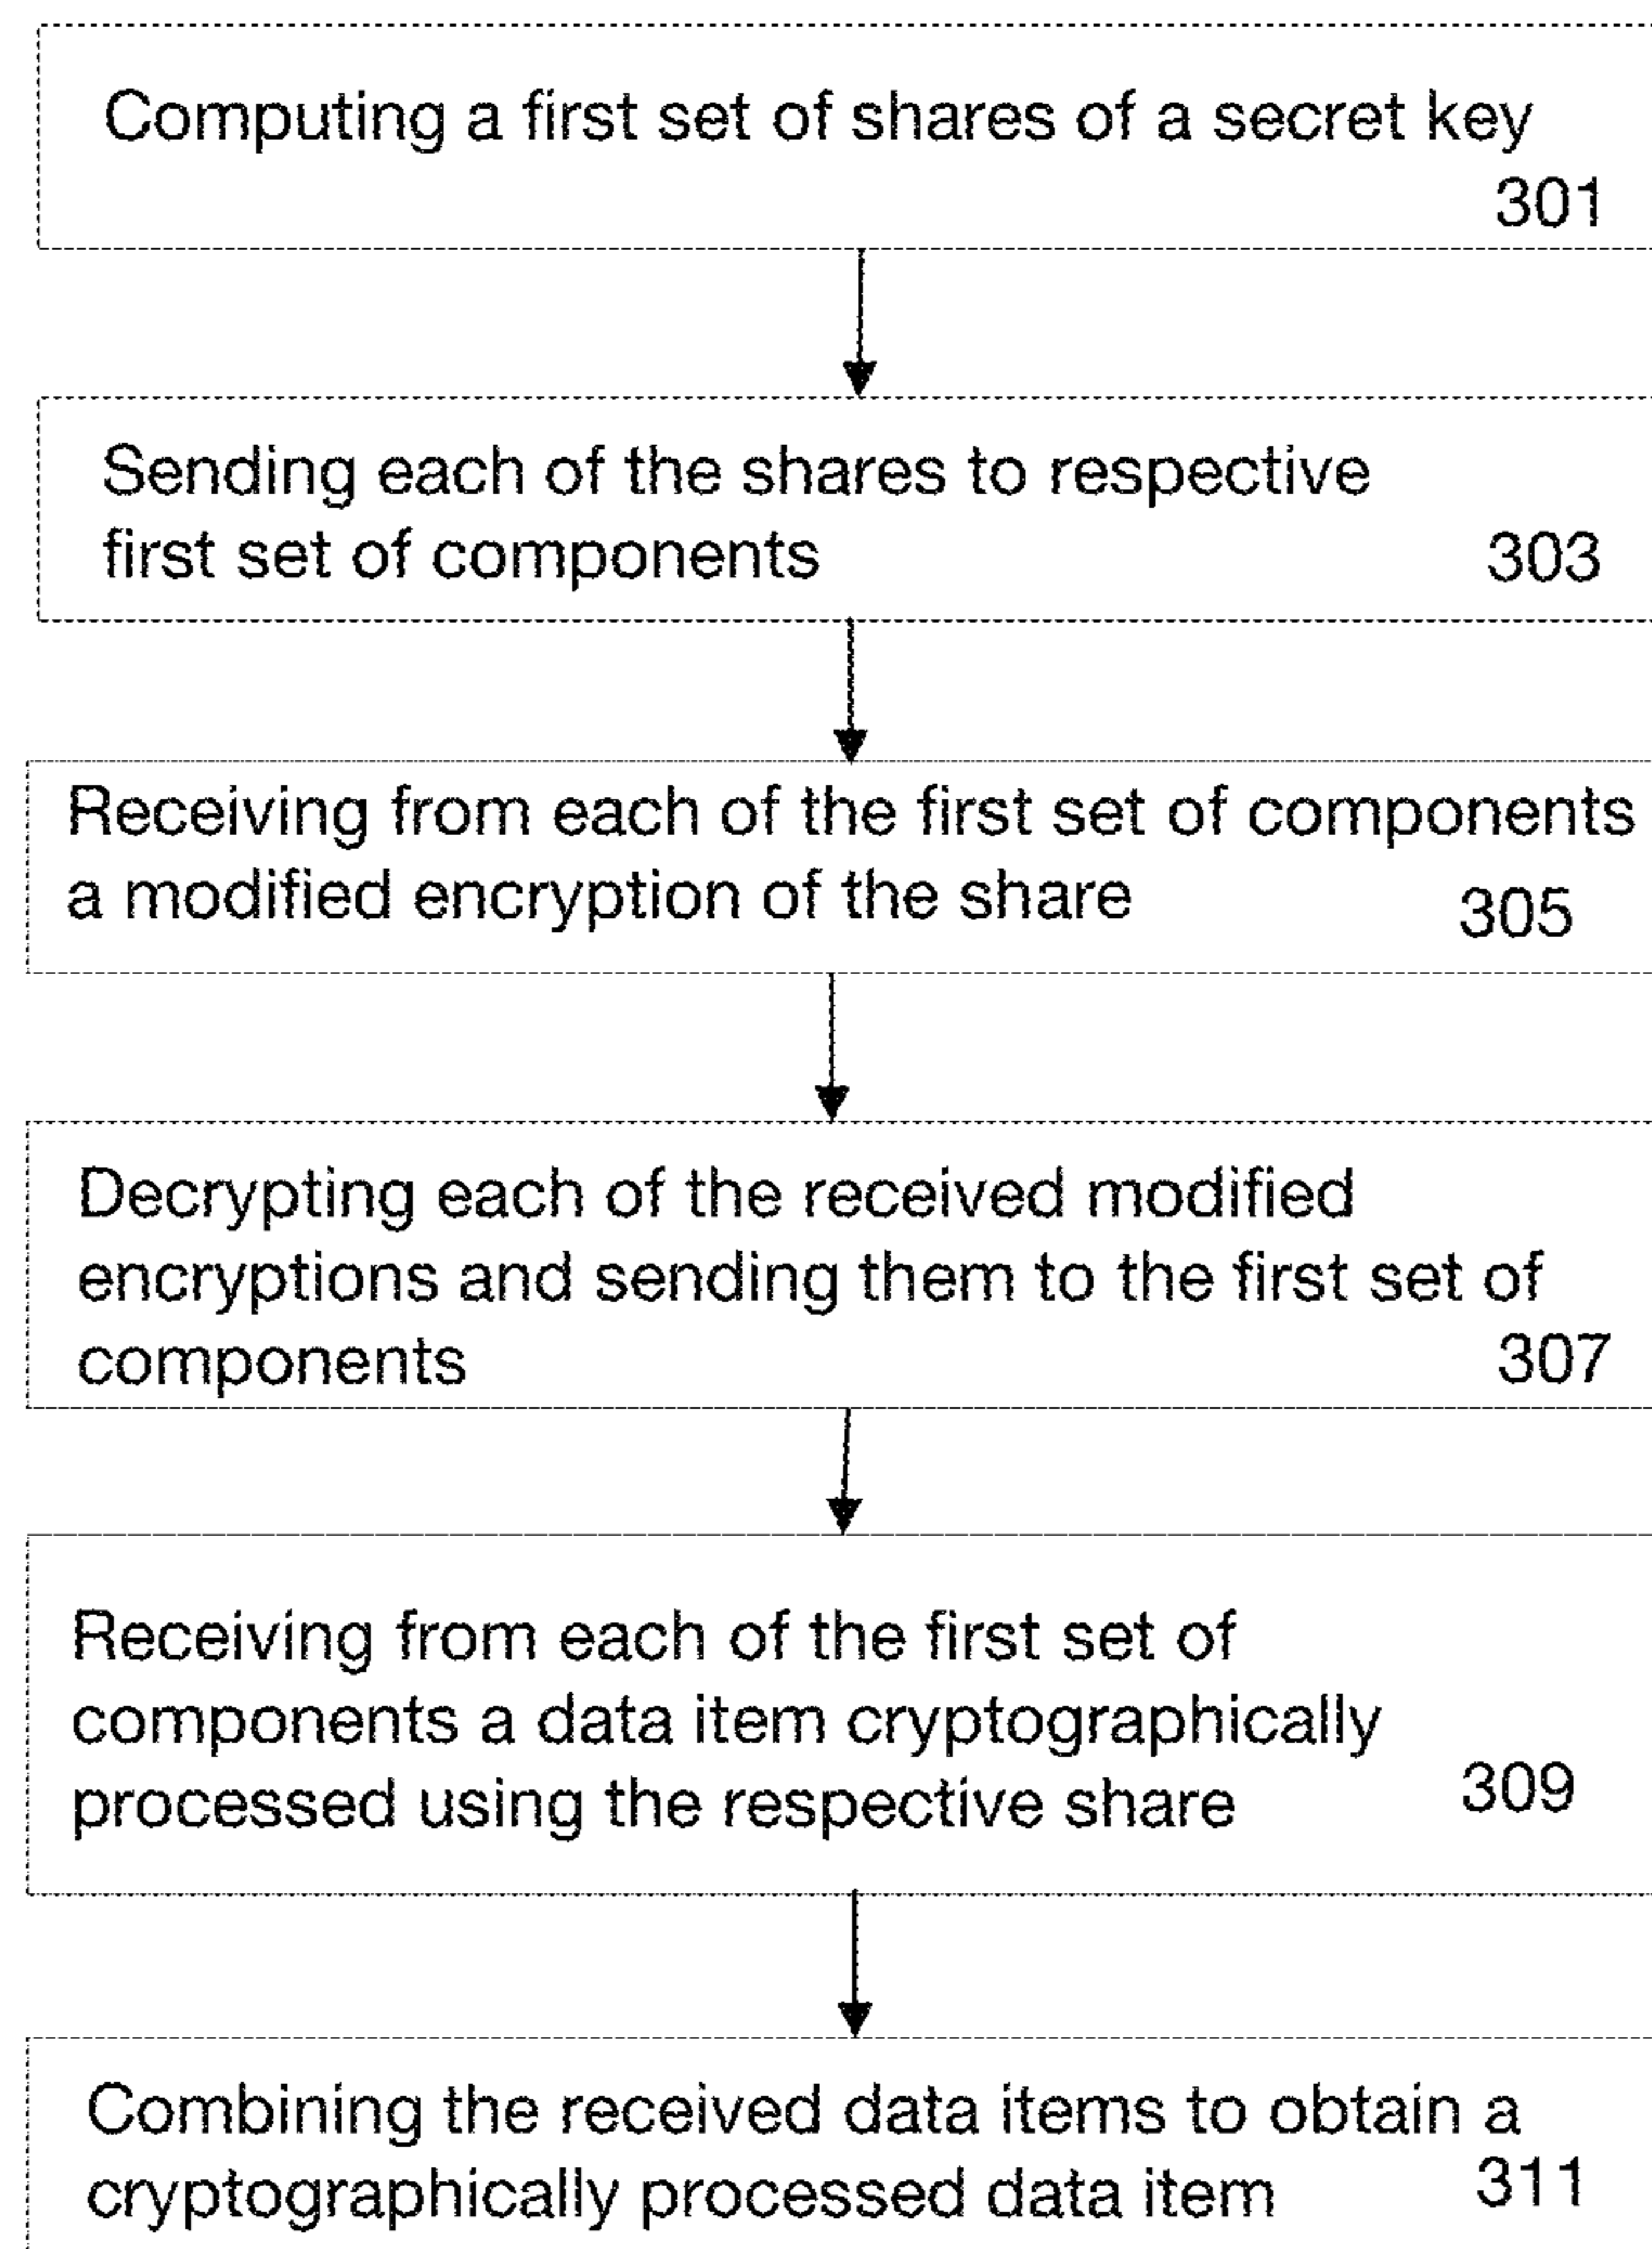 Computing a first set of shares of a secret key
301
Sending each of the shares to respective
first set of components 303
Receiving from each of the first set of components
a modified encryption of the share 305
Decrypting each of the received modified
encryptions and sending them to the first set of
components 307
Receiving from each of the first set of
components a data item cryptographically
processed using the respective share 309
Combining the received data items to obtain a
cryptographically processed data item 311